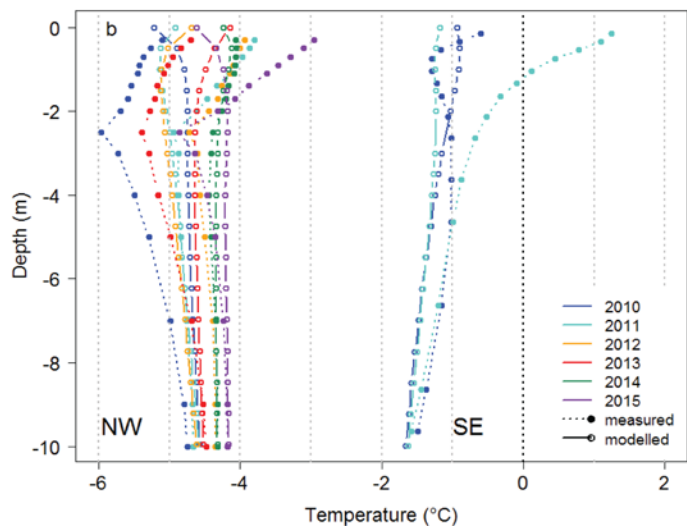 b
0
-2
-4
-6
-8
-10
Depth (m)
NW
SE
2010
2011
2012
2013
2014
2015
measured
modelled
-6 -4 -2 0 2
Temperature (°C)